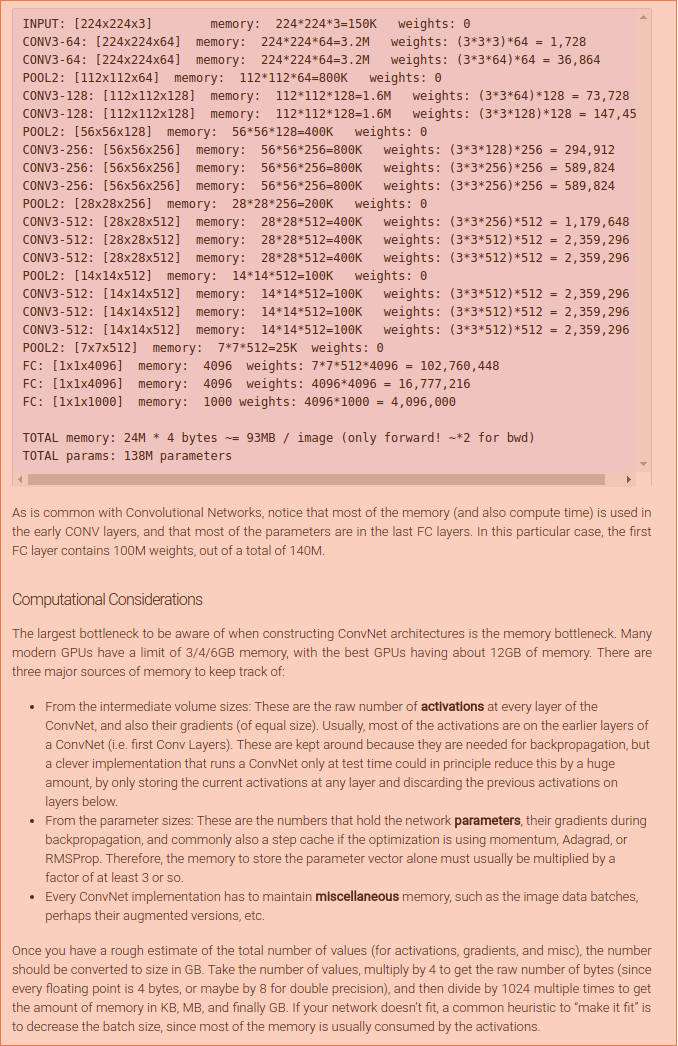 INPUT: [224x224x3]        memory:  224*224*3=150K   weights: 0
CONV3-64: [224x224x64]  memory:  224*224*64=3.2M   weights: (3*3*3)*64 = 1,728
CONV3-64: [224x224x64]  memory:  224*224*64=3.2M   weights: (3*3*64)*64 = 36,864
POOL2: [112x112x64]  memory:  112*112*64=800K   weights: 0
CONV3-128: [112x112x128]  memory:  112*112*128=1.6M   weights: (3*3*64)*128 = 73,728
CONV3-128: [112x112x128]  memory:  112*112*128=1.6M   weights: (3*3*128)*128 = 147,45
POOL2: [56x56x128]  memory:  56*56*128=400K   weights: 0
CONV3-256: [56x56x256]  memory:  56*56*256=800K   weights: (3*3*128)*256 = 294,912
CONV3-256: [56x56x256]  memory:  56*56*256=800K   weights: (3*3*256)*256 = 589,824
CONV3-256: [56x56x256]  memory:  56*56*256=800K   weights: (3*3*256)*256 = 589,824
POOL2: [28x28x256]  memory:  28*28*256=200K   weights: 0
CONV3-512: [28x28x512]  memory:  28*28*512=400K   weights: (3*3*256)*512 = 1,179,648
CONV3-512: [28x28x512]  memory:  28*28*512=400K   weights: (3*3*512)*512 = 2,359,296
CONV3-512: [28x28x512]  memory:  28*28*512=400K   weights: (3*3*512)*512 = 2,359,296
POOL2: [14x14x512]  memory:  14*14*512=100K   weights: 0
CONV3-512: [14x14x512]  memory:  14*14*512=100K   weights: (3*3*512)*512 = 2,359,296
CONV3-512: [14x14x512]  memory:  14*14*512=100K   weights: (3*3*512)*512 = 2,359,296
CONV3-512: [14x14x512]  memory:  14*14*512=100K   weights: (3*3*512)*512 = 2,359,296
POOL2: [7x7x512]  memory:  7*7*512=25K  weights: 0
FC: [1x1x4096]  memory:  4096  weights: 7*7*512*4096 = 102,760,448
FC: [1x1x4096]  memory:  4096  weights: 4096*4096 = 16,777,216
FC: [1x1x1000]  memory:  1000 weights: 4096*1000 = 4,096,000
TOTAL memory: 24M * 4 bytes ~= 93MB / image (only forward! ~*2 for bwd)
TOTAL params: 138M parameters
As is common with Convolutional Networks, notice that most of the memory (and also compute time) is used in
the early CONV layers, and that most of the parameters are in the last FC layers. In this particular case, the first
FC layer contains 100M weights, out of a total of 140M.
Computational Considerations
The largest bottleneck to be aware of when constructing ConvNet architectures is the memory bottleneck. Many
modern GPUs have a limit of 3/4/6GB memory, with the best GPUs having about 12GB of memory. There are
three major sources of memory to keep track of:
• From the intermediate volume sizes: These are the raw number of activations at every layer of the
ConvNet, and also their gradients (of equal size). Usually, most of the activations are on the earlier layers of
a ConvNet (i.e. first Conv Layers). These are kept around because they are needed for backpropagation, but
a clever implementation that runs a ConvNet only at test time could in principle reduce this by a huge
amount, by only storing the current activations at any layer and discarding the previous activations on
layers below.
• From the parameter sizes: These are the numbers that hold the network parameters, their gradients during
backpropagation, and commonly also a step cache if the optimization is using momentum, Adagrad, or
RMSProp. Therefore, the memory to store the parameter vector alone must usually be multiplied by a
factor of at least 3 or so.
• Every ConvNet implementation has to maintain miscellaneous memory, such as the image data batches,
perhaps their augmented versions, etc.
Once you have a rough estimate of the total number of values (for activations, gradients, and misc), the number
should be converted to size in GB. Take the number of values, multiply by 4 to get the raw number of bytes (since
every floating point is 4 bytes, or maybe by 8 for double precision), and then divide by 1024 multiple times to get
the amount of memory in KB, MB, and finally GB. If your network doesn't fit, a common heuristic to “make it fit” is
to decrease the batch size, since most of the memory is usually consumed by the activations.